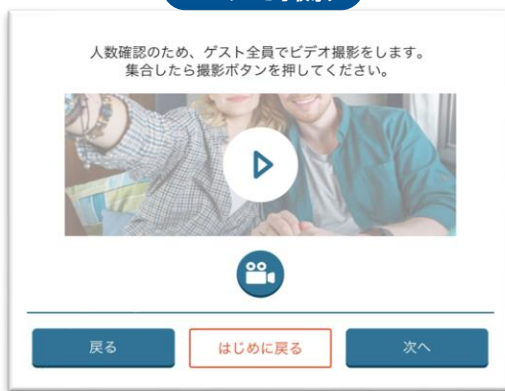 人数確認のため、ゲスト全員でビデオ撮影をします。
集合したら撮影ボタンを押してください。
戻る
はじめに戻る
次へ